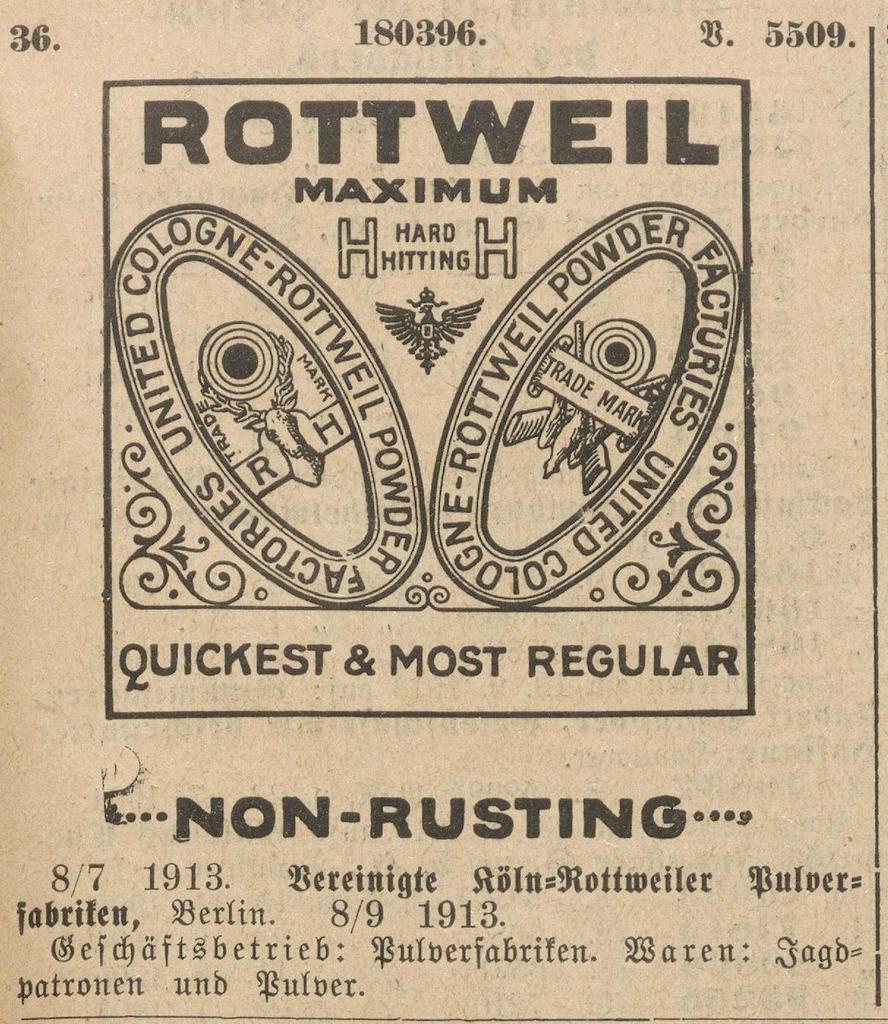 36. 180396. V. 5509.
ROTTWEIL
MAXIMUM
H HARD HITTING H
UNITED COLOGNE-ROTTWEIL POWDER FACTORIES
TRADE MARK
R H
UNITED COLOGNE-ROTTWEIL POWDER FACTURIES
TRADE MARK
QUICKEST & MOST REGULAR
NON-RUSTING
8/7 1913. Vereinigte Köln-Rottweiler Pulver-
fabriken, Berlin. 8/9 1913.
Geschäftsbetrieb: Pulverfabriken. Waren: Jagd-
patronen und Pulver.